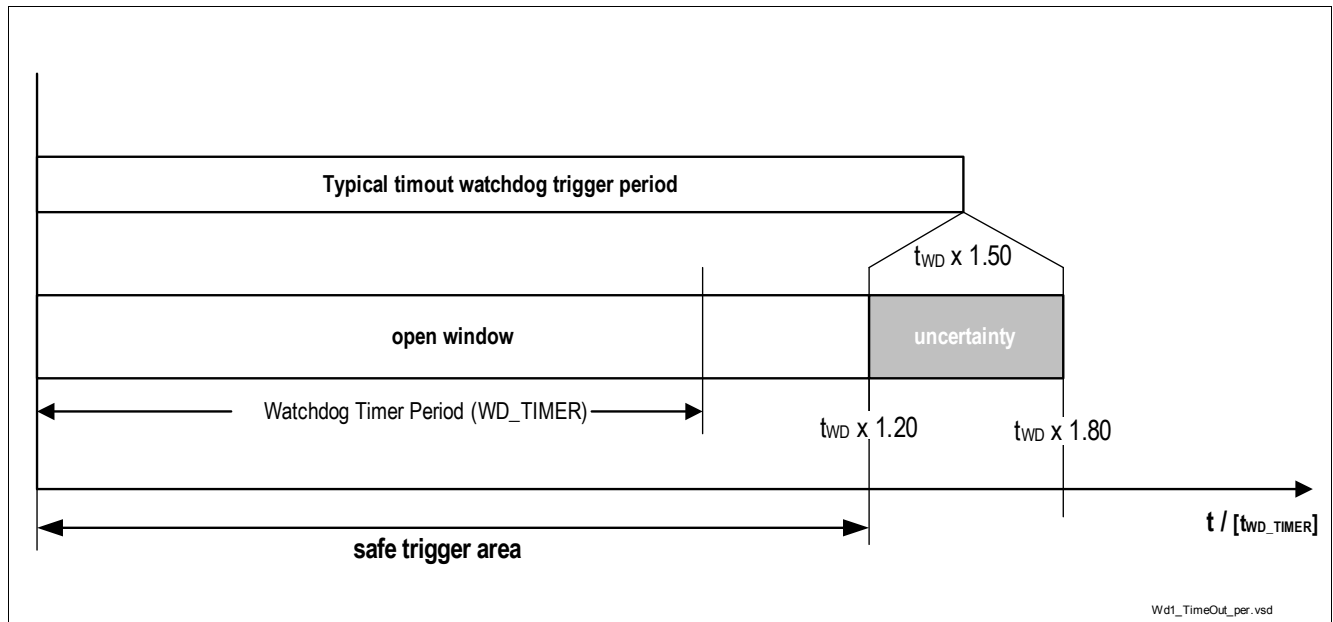 Typical timout watchdog trigger period
tWD x 1.50
open window
uncertainty
Watchdog Timer Period (WD_TIMER)
tWD x 1.20
tWD x 1.80
t / [tWD_TIMER]
safe trigger area
Wd1_TimeOut_per.vsd